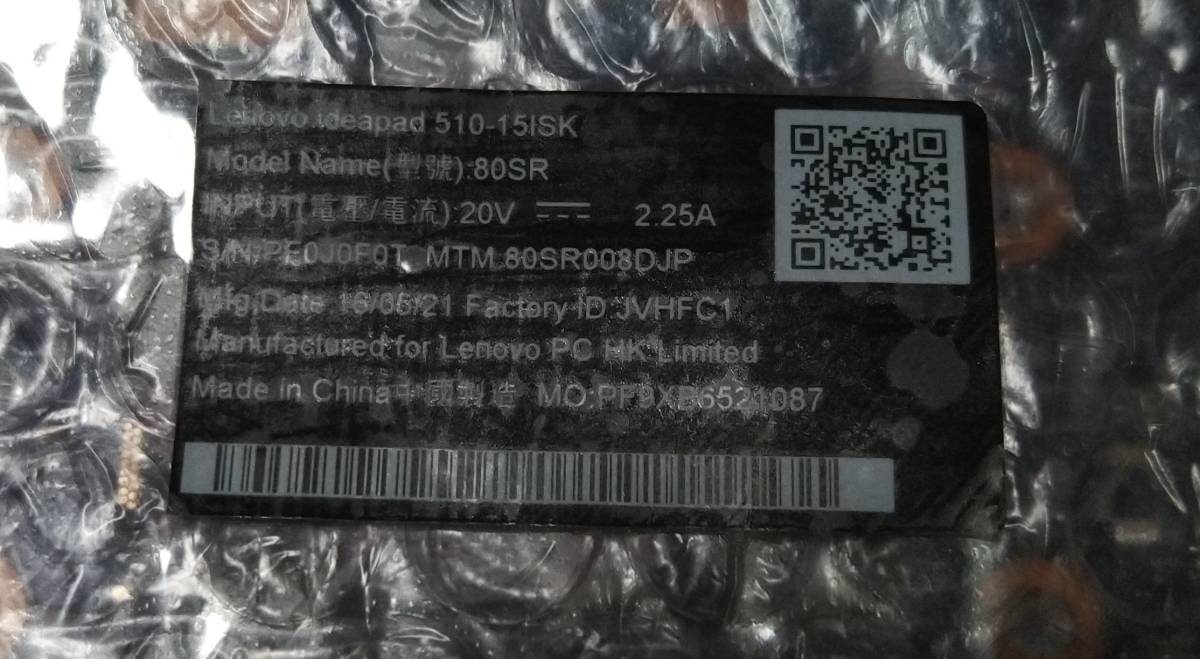 Lenovo ideapad 510-15ISK
Model Name(型號):80SR
INPUT(電壓/電流):20V 2.25A
S/N:PF0J0F0T MTM:80SR008DJP
Mfg Date 16/05/21 Factory ID:JVHFC1
Manufactured for Lenovo PC HK Limited
Made in China中國製造 MO:PF9XB6521087